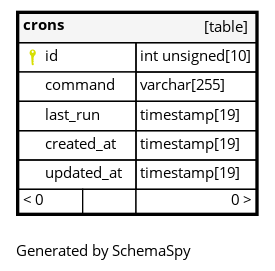 crons [table]
id int unsigned[10]
command varchar[255]
last_run timestamp[19]
created_at timestamp[19]
updated_at timestamp[19]
< 0 0 >
Generated by SchemaSpy